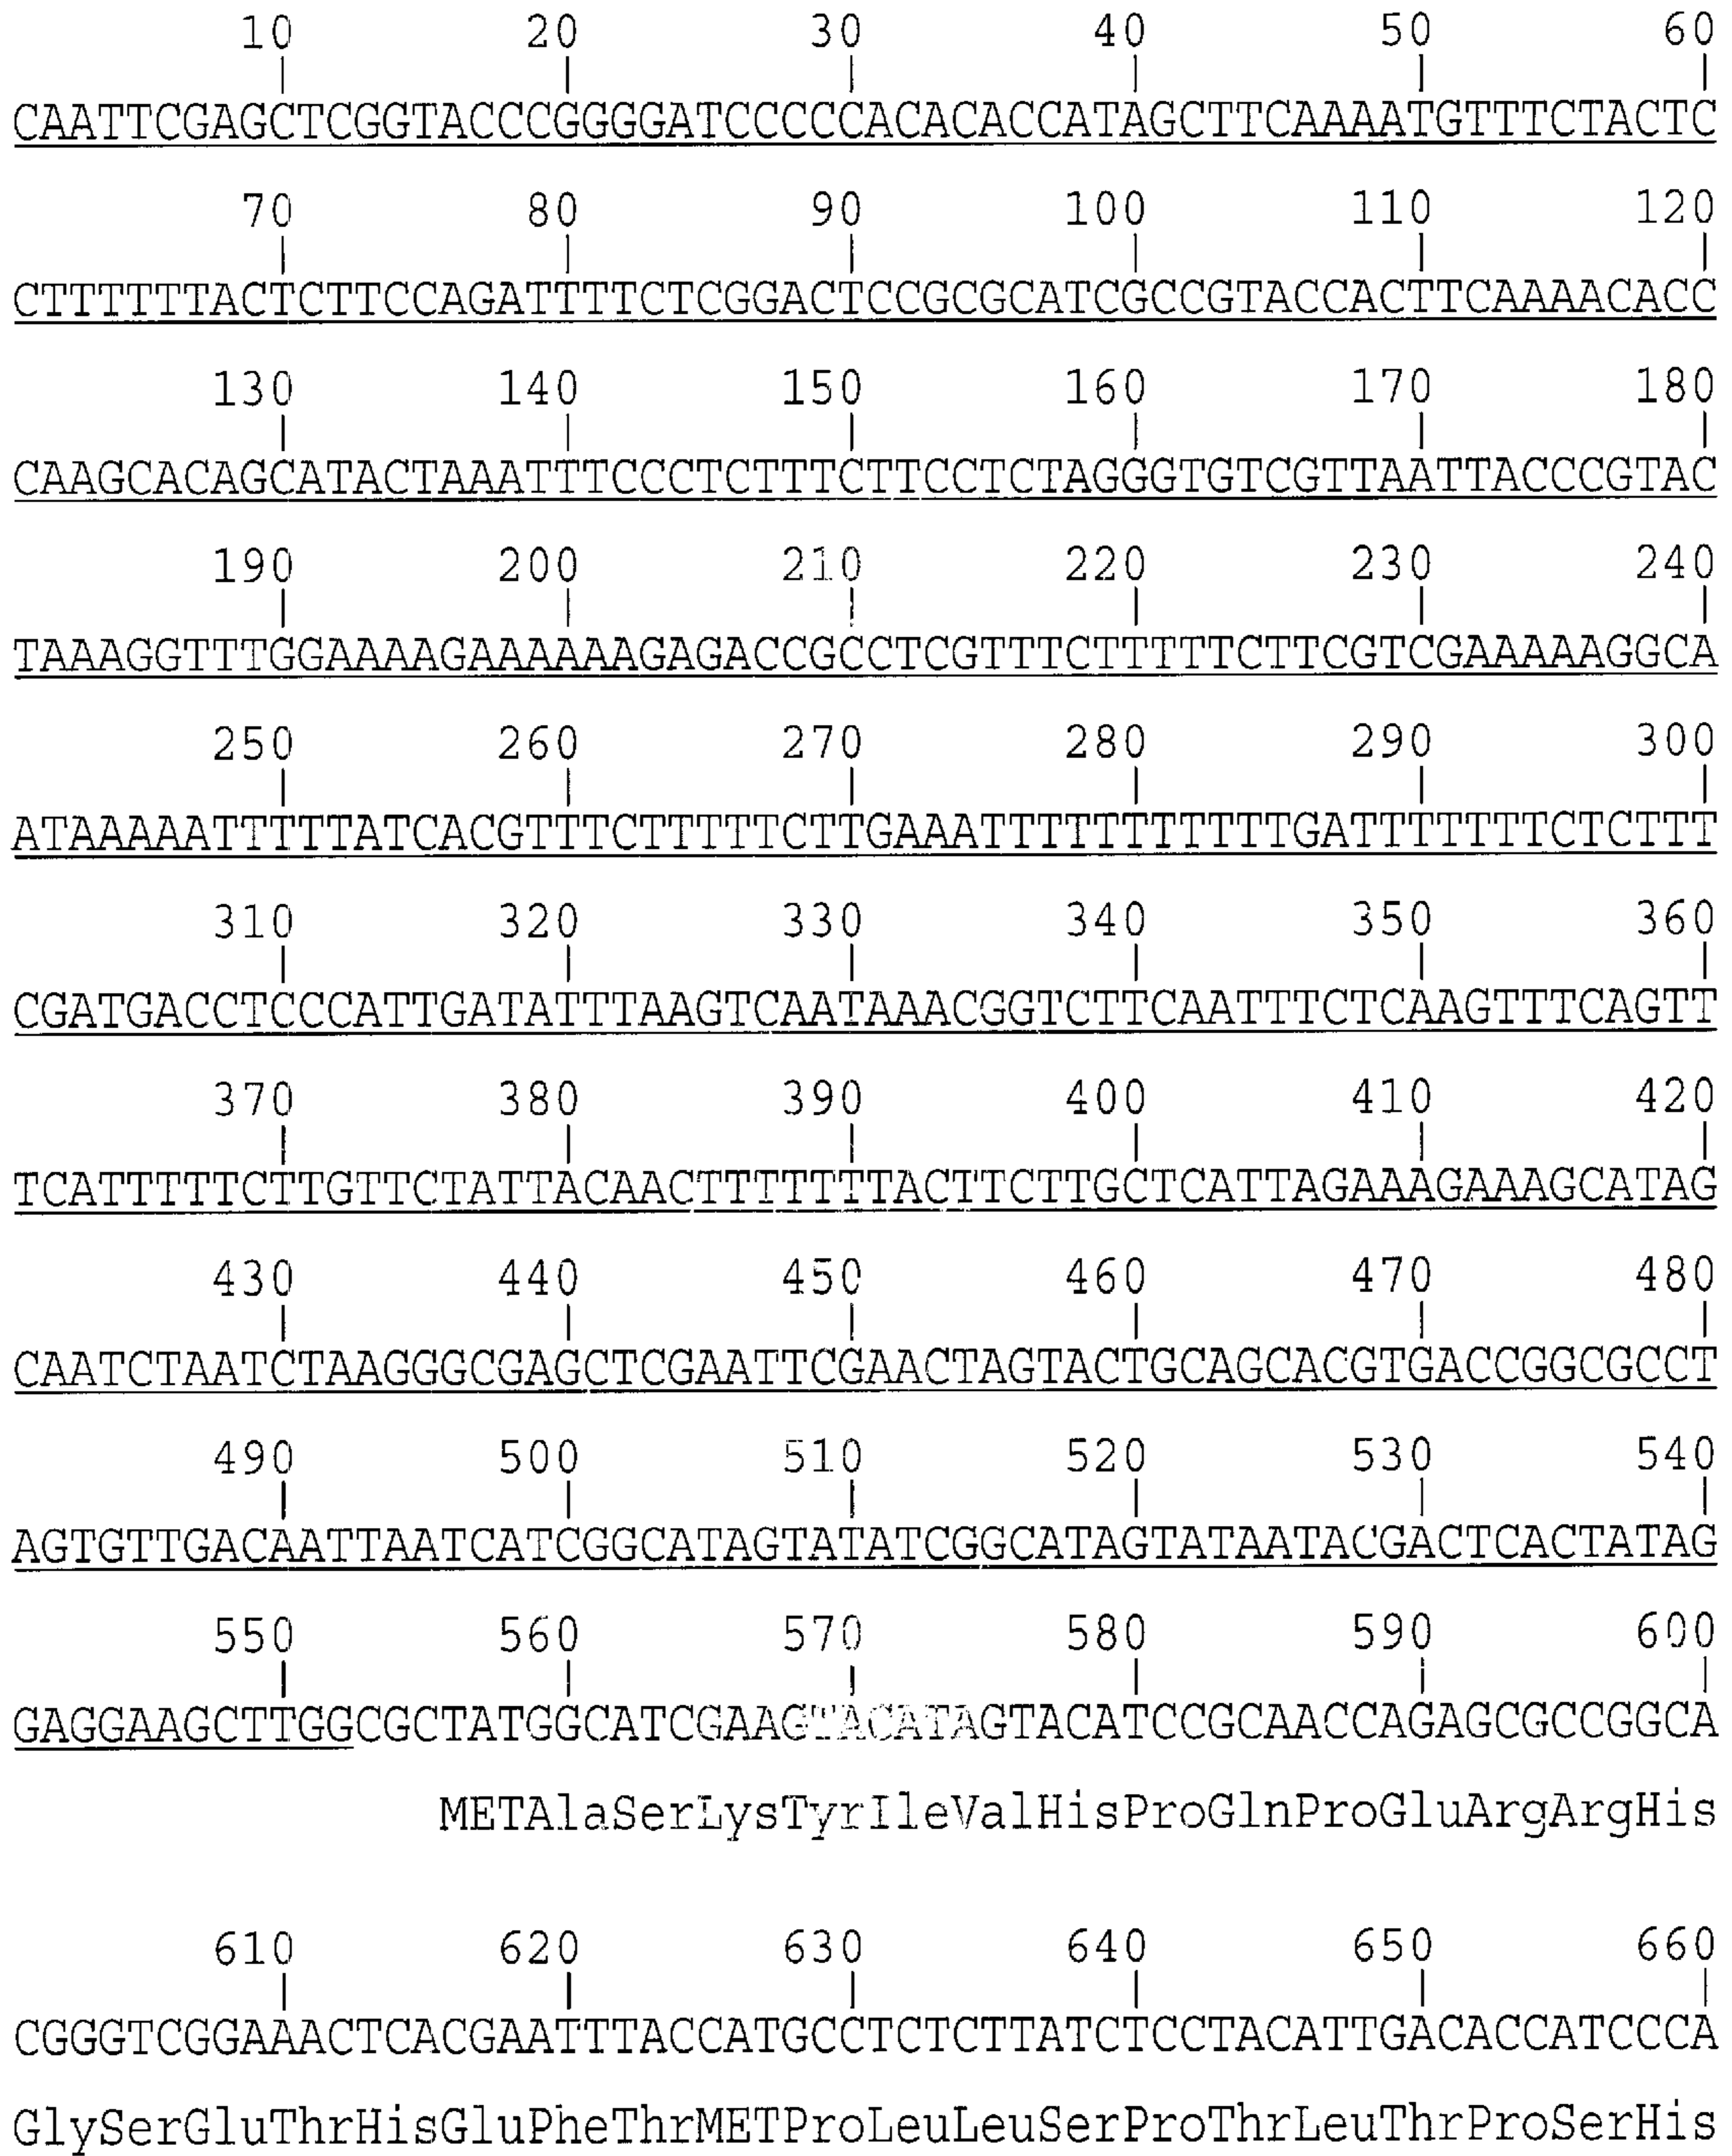 10 20 30 40 50 60
CAATTCGAGCTCGGTACCCGGGGATCCCCCCACACACCATAGCTTCAAAATGTTTCTACTC
70 80 90 100 110 120
CTTTTTTACTCTTCCAGATTTTCTCGGACTCCGCGCATCGCCGTACCACTTCAAAACACC
130 140 150 160 170 180
CAAGCACAGCATACTAAATTTCCCTCTTTCTTCCTCTAGGGTGTCGTTAATTACCCGTAC
190 200 210 220 230 240
TAAAGGTTTGGAAAAGAAAAAAGAGACCGCCTCGTTTCTTTTTCTTCGTCGAAAAAGGCA
250 260 270 280 290 300
ATAAAAATTTTTATCACGTTTCTTTTTCTTGAAATTTTTTTTTTTGATTTTTTTCTCTTT
310 320 330 340 350 360
CGATGACCTCCCATTGATATTTAAGTCAATAAACGGTCTTCAATTTCTCAAGTTTCAGTT
370 380 390 400 410 420
TCATTTTTCTTGTTCTATTACAACTTTTTTTACTTCTTGCTCATTAGAAAGAAAGCATAG
430 440 450 460 470 480
CAATCTAATCTAAGGGCGAGCTCGAATTCGAACTAGTACTGCAGCACGTGACCGGCGCCT
490 500 510 520 530 540
AGTGTTGACAATTAATCATCGGCATAGTATATCGGCATAGTATAATACGACTCACTATAG
550 560 570 580 590 600
GAGGAAGCTTGGCGCTATGGCATCGAAGTACATAGTACATCCGCAACCAGAGCGCCGGCA
METAlaSerLysTyrIleValHisProGlnProGluArgArgHis
610 620 630 640 650 660
CGGGTCGGAAACTCACGAATTTACCATGCCTCTCTTATCTCCTACATTGACACCATCCCA
GlySerGluThrHisGluPheThrMETProLeuLeuSerProThrLeuThrProSerHis